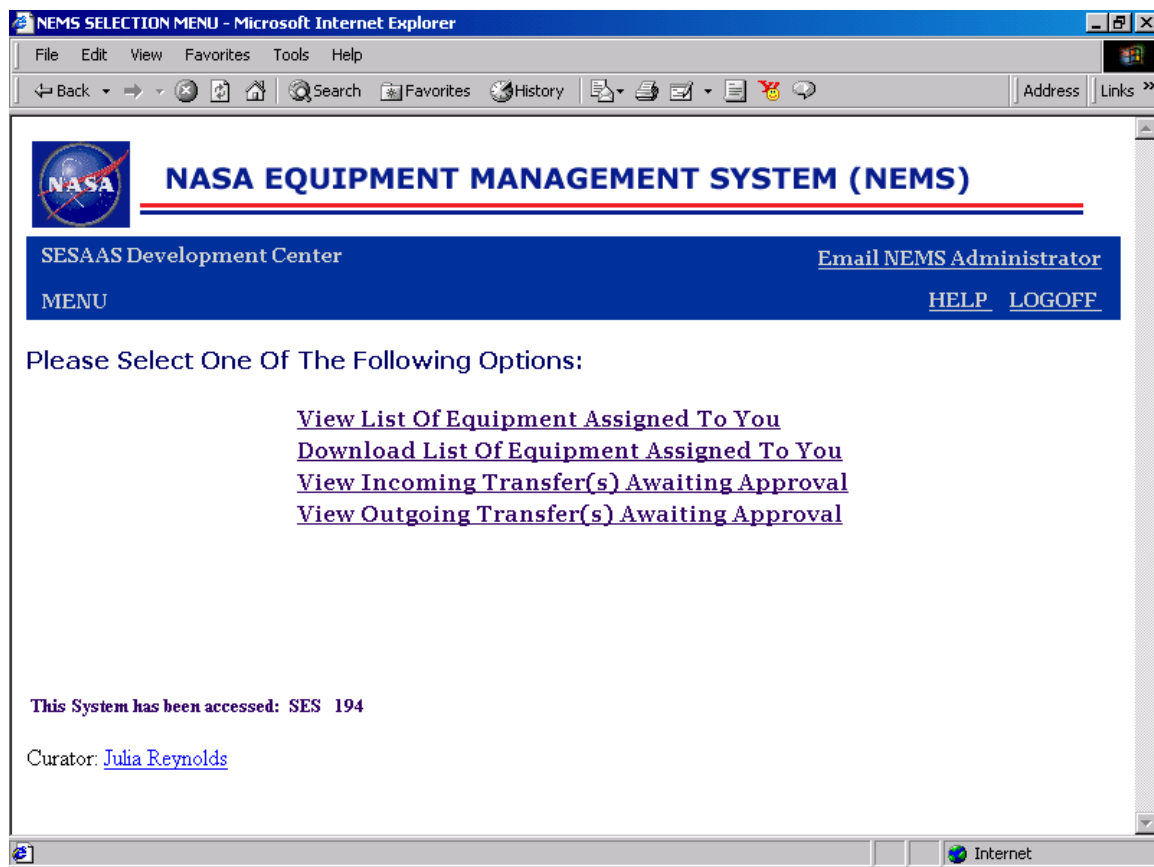 NEMS SELECTION MENU - Microsoft Internet Explorer
File Edit View Favorites Tools Help
Back Search Favorites History Address Links »
NASA
NASA EQUIPMENT MANAGEMENT SYSTEM (NEMS)
SESAAS Development Center Email NEMS Administrator
MENU HELP LOGOFF
Please Select One Of The Following Options:
View List Of Equipment Assigned To You
Download List Of Equipment Assigned To You
View Incoming Transfer(s) Awaiting Approval
View Outgoing Transfer(s) Awaiting Approval
This System has been accessed: SES 194
Curator: Julia Reynolds
Internet